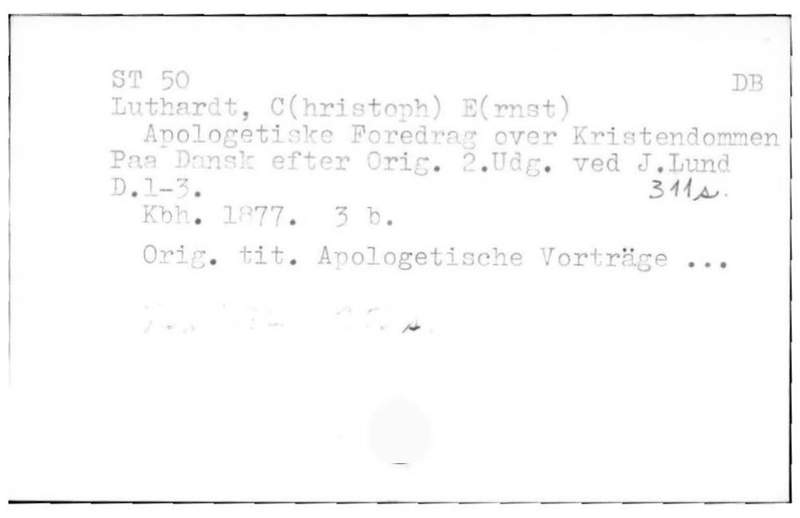 ST 50 DB
Luthardt, C(hristoph) E(rnst)
Apologetiske Foredrag over Kristendommen
Paa Dansk efter Orig. 2.Udg. ved J.Lund
D.1-3. 311s.
Kbh. 1877. 3 b.
Orig. tit. Apologetische Vorträge ...